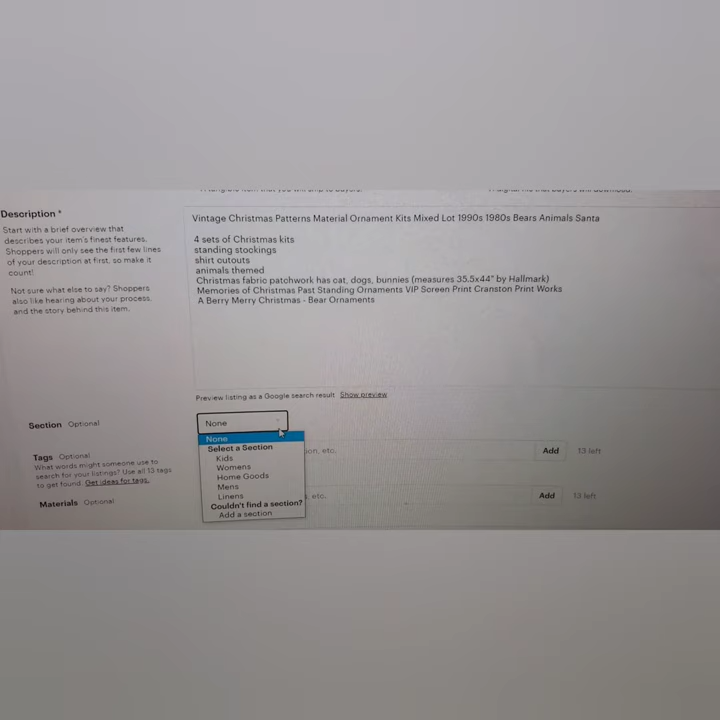 Description *
Start with a brief overview that
describes your item's finest features.
Shoppers will only see the first few lines
of your description at first, so make it
count!
Not sure what else to say? Shoppers
also like hearing about your process,
and the story behind this item.
Vintage Christmas Patterns Material Ornament Kits Mixed Lot 1990s 1980s Bears Animals Santa
4 sets of Christmas kits
standing stockings
shirt cutouts
animals themed
Christmas fabric patchwork has cat, dogs, bunnies (measures 35.5x44" by Hallmark)
Memories of Christmas Past Standing Ornaments VIP Screen Print Cranston Print Works
A Berry Merry Christmas - Bear Ornaments
Preview listing as a Google search result Show preview
Section Optional
None
None
Select a Section
Kids
Womens
Home Goods
Mens
Linens
Couldn't find a section?
Add a section
Tags Optional
What words might someone use to
search for your listings? Use all 13 tags
to get found. Get ideas for tags.
etc.
Add
13 left
Materials Optional
etc.
Add
13 left